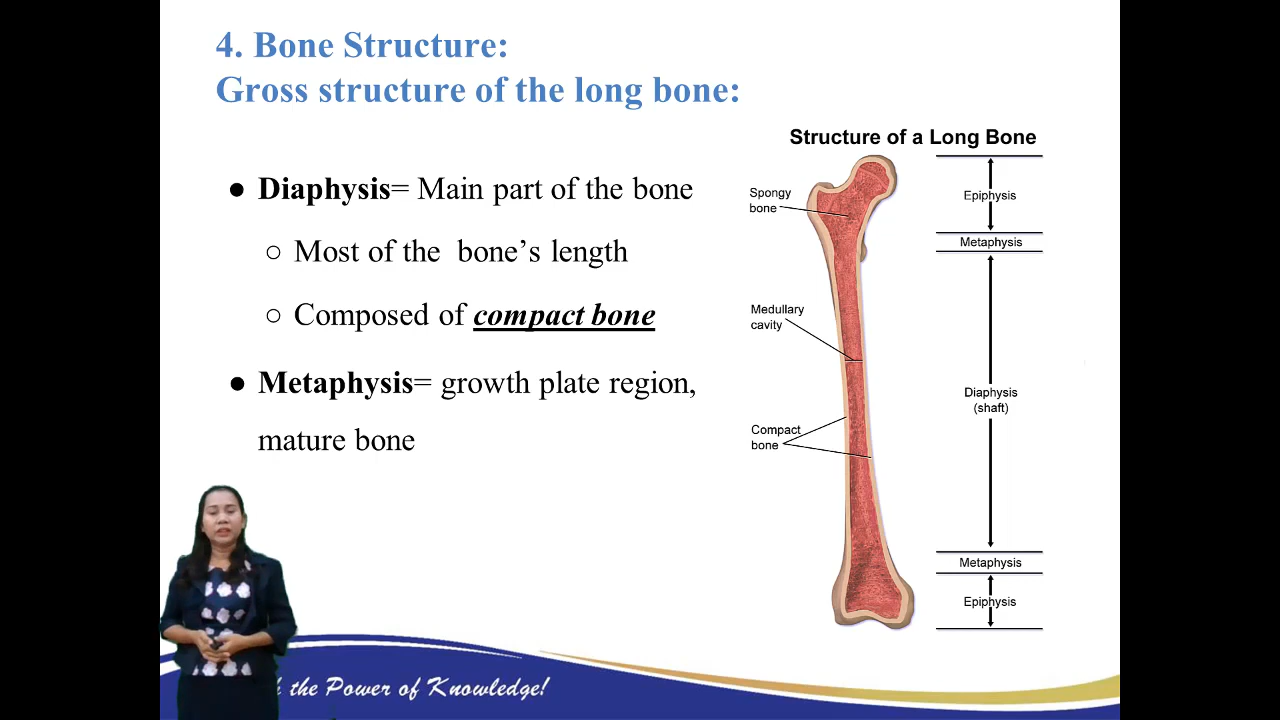 4. Bone Structure:
Gross structure of the long bone:
● Diaphysis= Main part of the bone
○ Most of the bone’s length
○ Composed of compact bone
● Metaphysis= growth plate region,
mature bone
Structure of a Long Bone
Spongy
bone
Medullary
cavity
Compact
bone
Epiphysis
Metaphysis
Diaphysis
(shaft)
Metaphysis
Epiphysis
the Power of Knowledge!